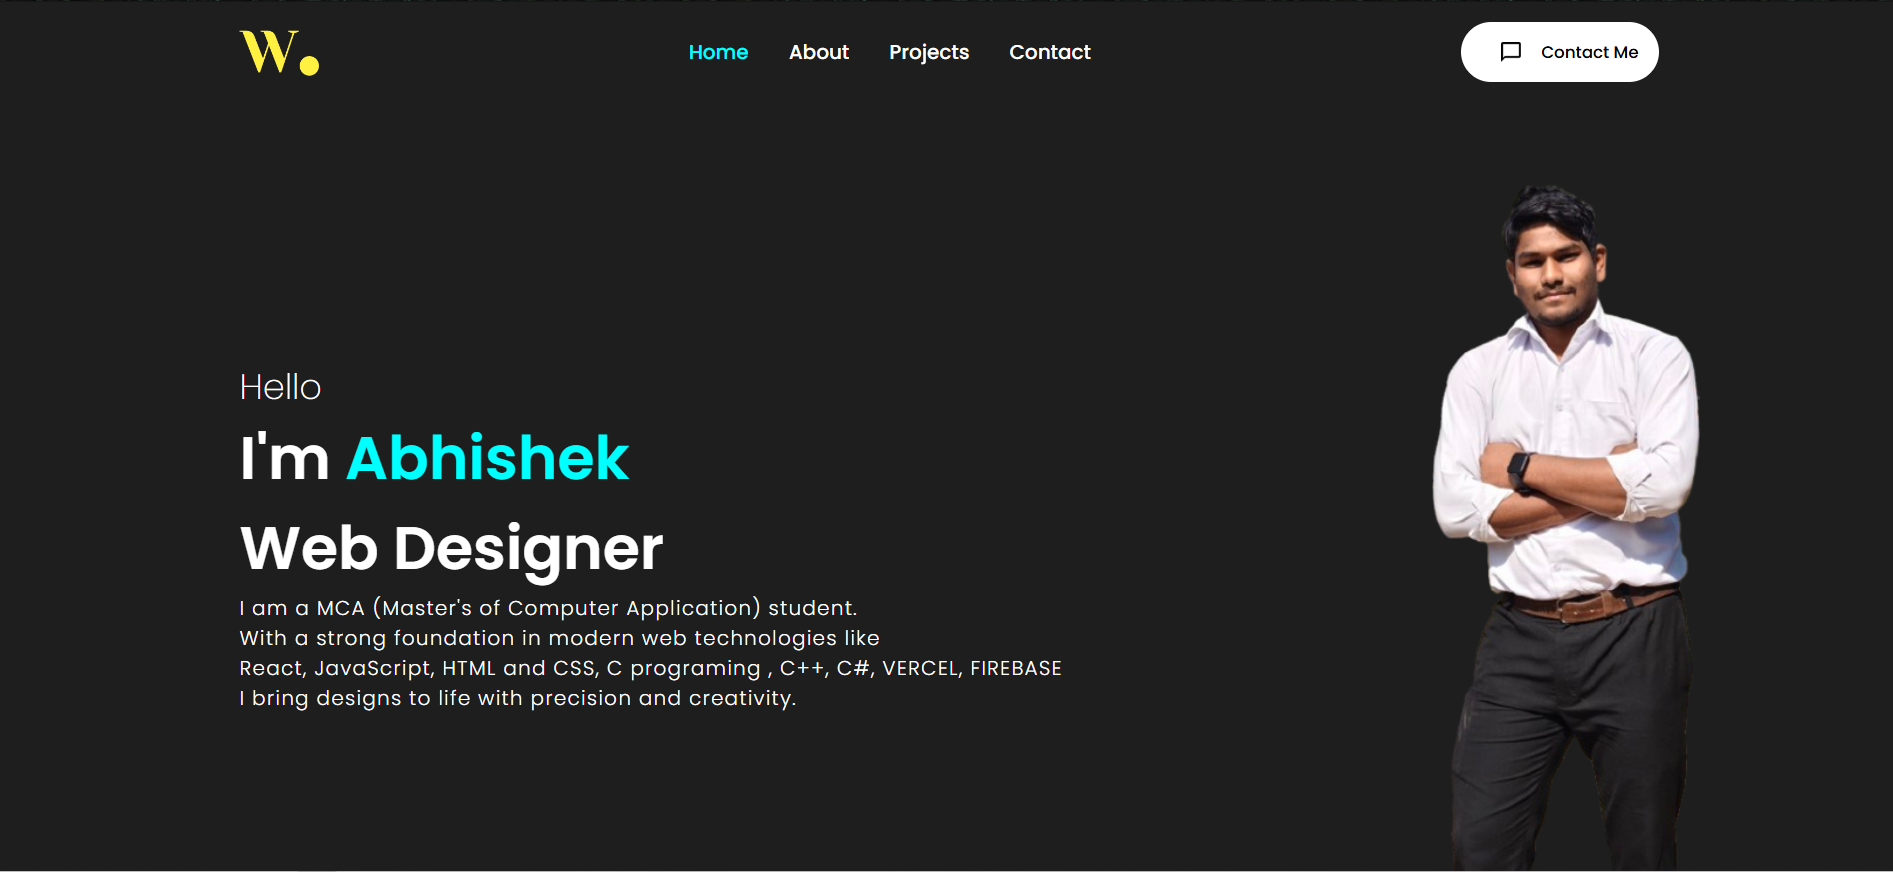 W.
Home About Projects Contact
Contact Me
Hello
I'm Abhishek
Web Designer
I am a MCA (Master's of Computer Application) student.
With a strong foundation in modern web technologies like
React, JavaScript, HTML and CSS, C programing , C++, C#, VERCEL, FIREBASE
I bring designs to life with precision and creativity.